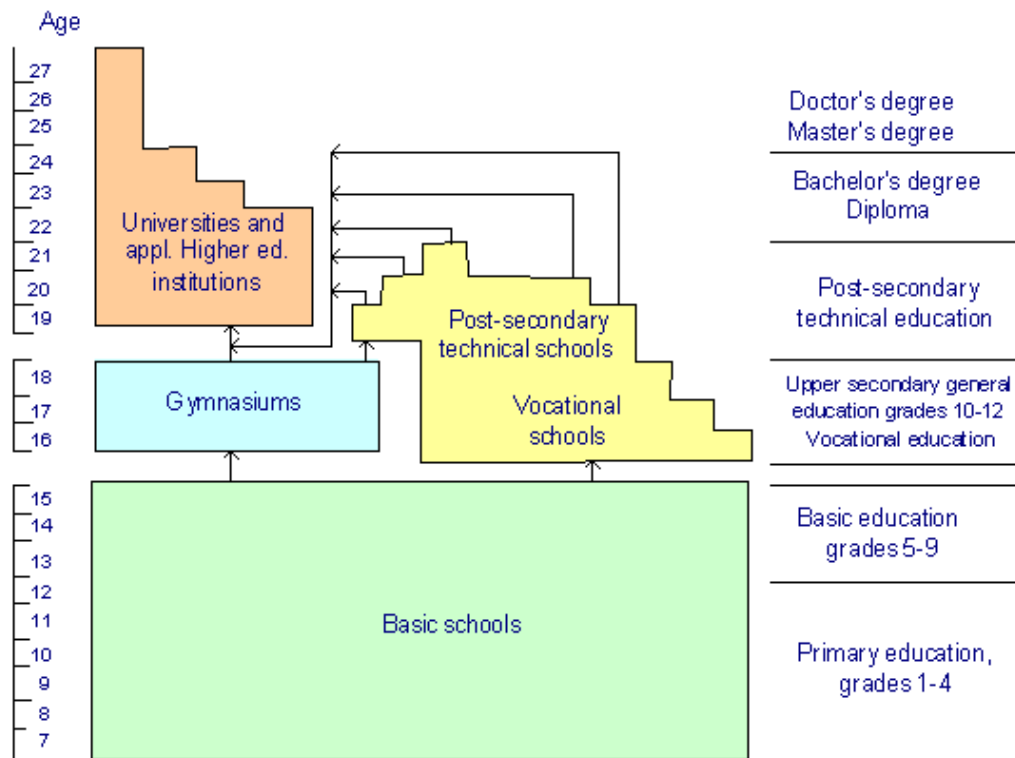 Age
27
26
25
24
23
22
21
20
19
18
17
16
15
14
13
12
11
10
9
8
7
Universities and
appl. Higher ed.
institutions
Post-secondary
technical schools
Gymnasiums
Vocational
schools
Basic schools
Doctor's degree
Master's degree
Bachelor's degree
Diploma
Post-secondary
technical education
Upper secondary general
education grades 10-12
Vocational education
Basic education
grades 5-9
Primary education,
grades 1-4